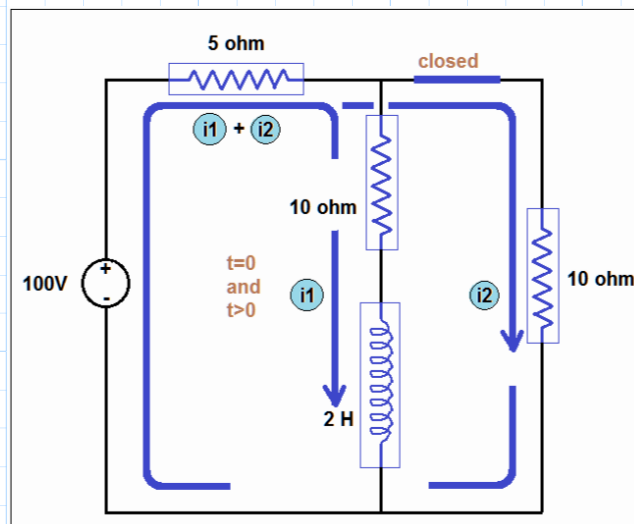 5 ohm
closed
i1 + i2
10 ohm
100V
+
-
t=0
and
t>0
i1
i2
10 ohm
2 H